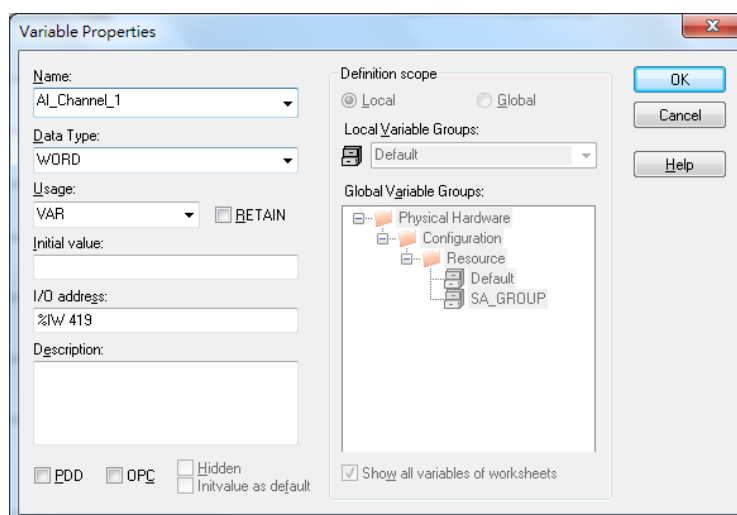 Variable Properties
Name:
AI_Channel_1
Data Type:
WORD
Usage:
VAR
RETAIN
Initial value:
I/O address:
%IW 419
Description:
PDD
OPC
Hidden
Initvalue as default
Definition scope
Local
Global
Local Variable Groups:
Default
Global Variable Groups:
Physical Hardware
Configuration
Resource
Default
SA_GROUP
Show all variables of worksheets
OK
Cancel
Help